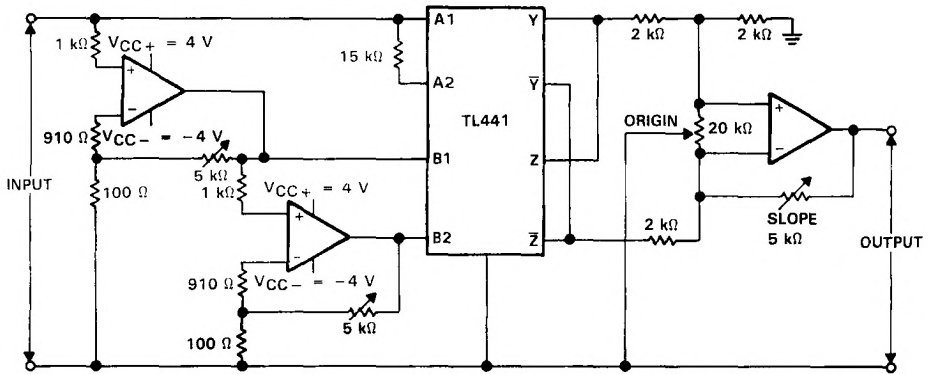 A1
Y
2 kΩ
2 kΩ
1 kΩ
VCC+ = 4 V
15 kΩ
+
A2
Y̅
−
TL441
+
ORIGIN
20 kΩ
910 Ω
VCC− = −4 V
−
B1
Z
INPUT
5 kΩ
100 Ω
1 kΩ
VCC+ = 4 V
SLOPE
5 kΩ
OUTPUT
+
B2
Z̅
2 kΩ
−
910 Ω
VCC− = −4 V
5 kΩ
100 Ω